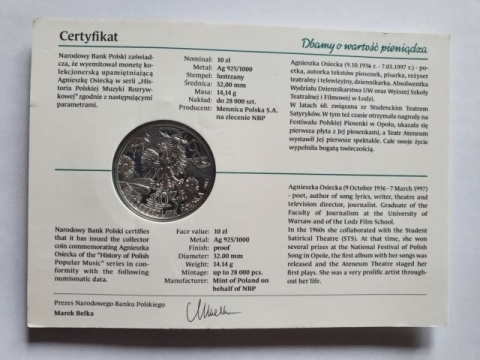 Certyfikat
Dbamy o wartość pieniądza
Narodowy Bank Polski zaświad-
cza, że wyemitował monetę ko-
lekcjonerską upamiętniającą
Agnieszkę Osiecką w serii „His-
toria Polskiej Muzyki Rozryw-
kowej" zgodnie z następującymi
parametrami.
Nominał: 10 zł
Metal: Ag 925/1000
Stempel: lustrzany
Średnica: 32,00 mm
Masa: 14,14 g
Nakład: do 28 000 szt.
Producent: Mennica Polska S.A.
na zlecenie NBP
Agnieszka Osiecka (9.10.1936 r. - 7.03.1997 r.) -
poetka, autorka tekstów piosenek, pisarka, reżyser
teatralny i telewizyjny, dziennikarka. Absolwentka
Wydziału Dziennikarstwa UW oraz Wyższej Szkoły
Teatralnej i Filmowej w Łodzi.
W latach 60. związana ze Studenckim Teatrem
Satyryków. W tym też czasie otrzymała nagrody na
Festiwalu Polskiej Piosenki w Opolu, ukazała się
pierwsza płyta z Jej piosenkami, a Teatr Ateneum
wystawił Jej pierwsze spektakle. Całe swoje życie
wypełniła bogatą twórczością.
Narodowy Bank Polski certifies
that it has issued the collector
coin commemorating Agnieszka
Osiecka of the "History of Polish
Popular Music" series in con-
formity with the following
numismatic data.
Face value: 10 zł
Metal: Ag 925/1000
Finish: proof
Diameter: 32.00 mm
Weight: 14.14 g
Mintage: up to 28 000 pcs.
Manufacturer: Mint of Poland on
behalf of NBP
Agnieszka Osiecka (9 October 1936 - 7 March 1997)
- poet, author of song lyrics, writer, theatre and
television director, journalist. Graduate of the
Faculty of Journalism at the University of
Warsaw and of the Lodz Film School.
In the 1960s she collaborated with the Student
Satirical Theatre (STS). At that time, she won
several prizes at the National Festival of Polish
Song in Opole, the first album with her songs was
released and the Ateneum Theatre staged her
first plays. She was a very prolific artist through-
out her life.
Prezes Narodowego Banku Polskiego
Marek Belka